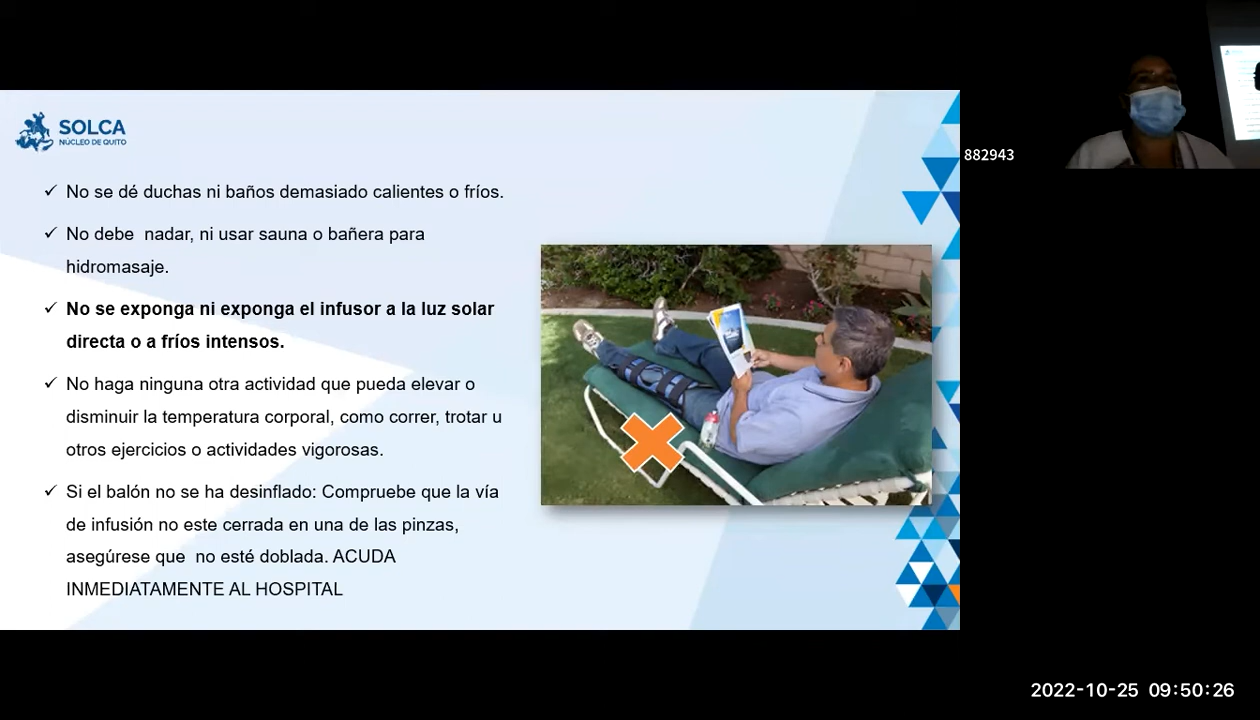 SOLCA
NÚCLEO DE QUITO
✓ No se dé duchas ni baños demasiado calientes o fríos.
✓ No debe  nadar, ni usar sauna o bañera para
hidromasaje.
✓ No se exponga ni exponga el infusor a la luz solar
directa o a fríos intensos.
✓ No haga ninguna otra actividad que pueda elevar o
disminuir la temperatura corporal, como correr, trotar u
otros ejercicios o actividades vigorosas.
✓ Si el balón no se ha desinflado: Compruebe que la vía
de infusión no este cerrada en una de las pinzas,
asegúrese que  no esté doblada. ACUDA
INMEDIATAMENTE AL HOSPITAL
882943
2022-10-25 09:50:26